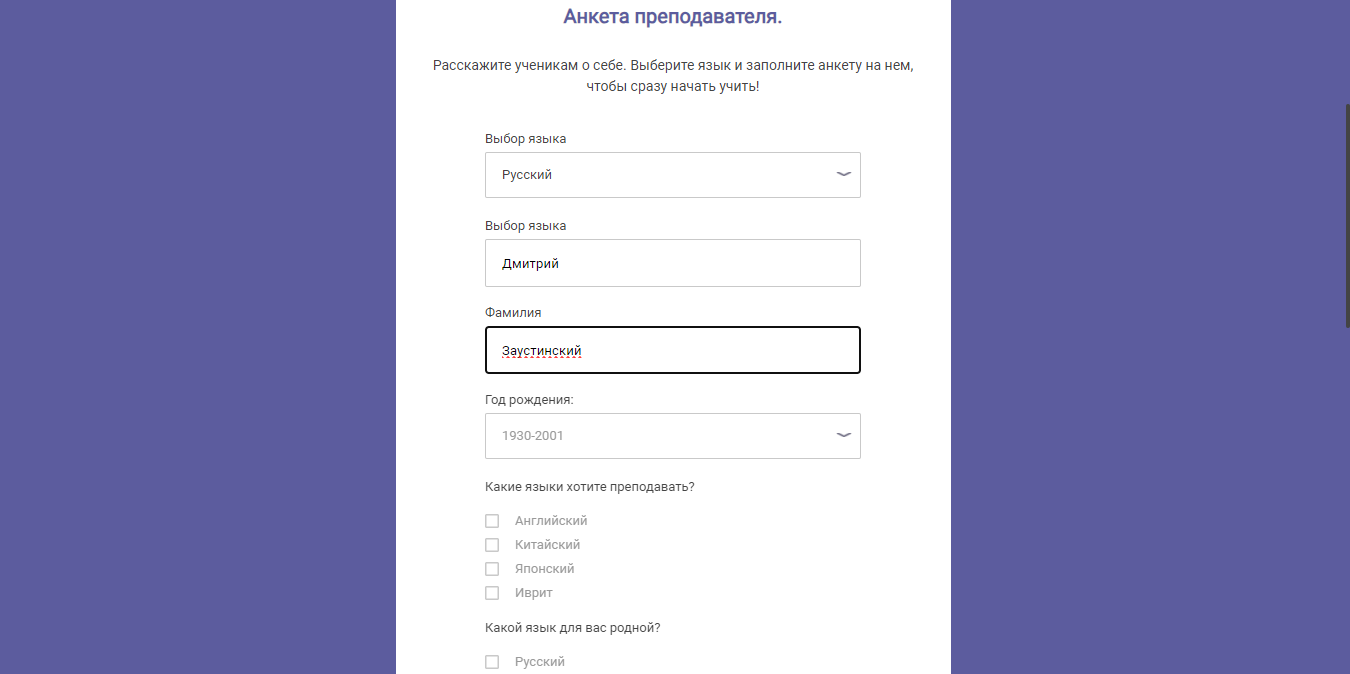 Анкета преподавателя.
Расскажите ученикам о себе. Выберите язык и заполните анкету на нем,
чтобы сразу начать учить!
Выбор языка
Русский
Выбор языка
Дмитрий
Фамилия
Заустинский
Год рождения:
1930-2001
Какие языки хотите преподавать?
Английский
Китайский
Японский
Иврит
Какой язык для вас родной?
Русский